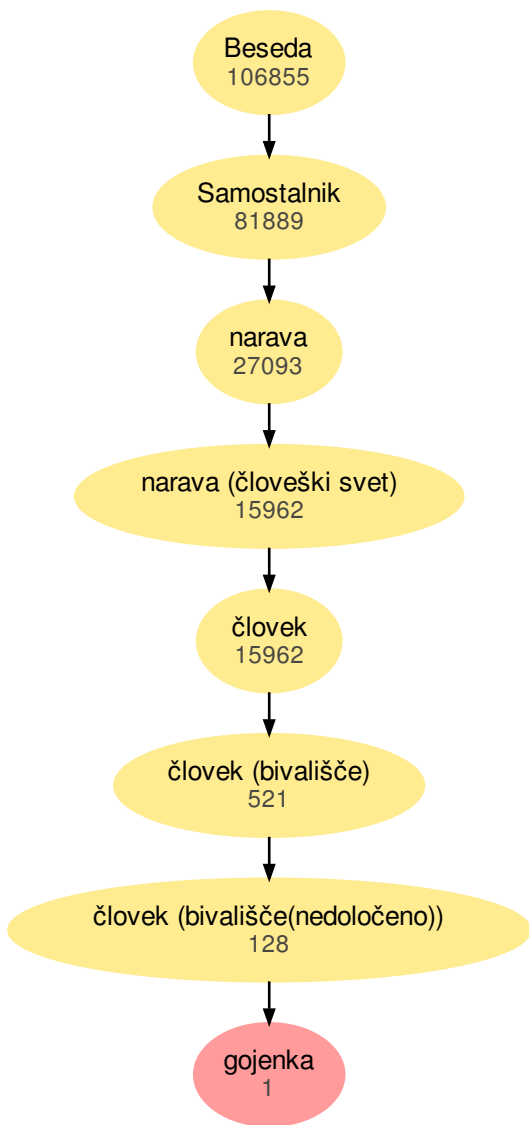 Beseda
106855
Samostalnik
81889
narava
27093
narava (človeški svet)
15962
človek
15962
človek (bivališče)
521
človek (bivališče(nedoločeno))
128
gojenka
1